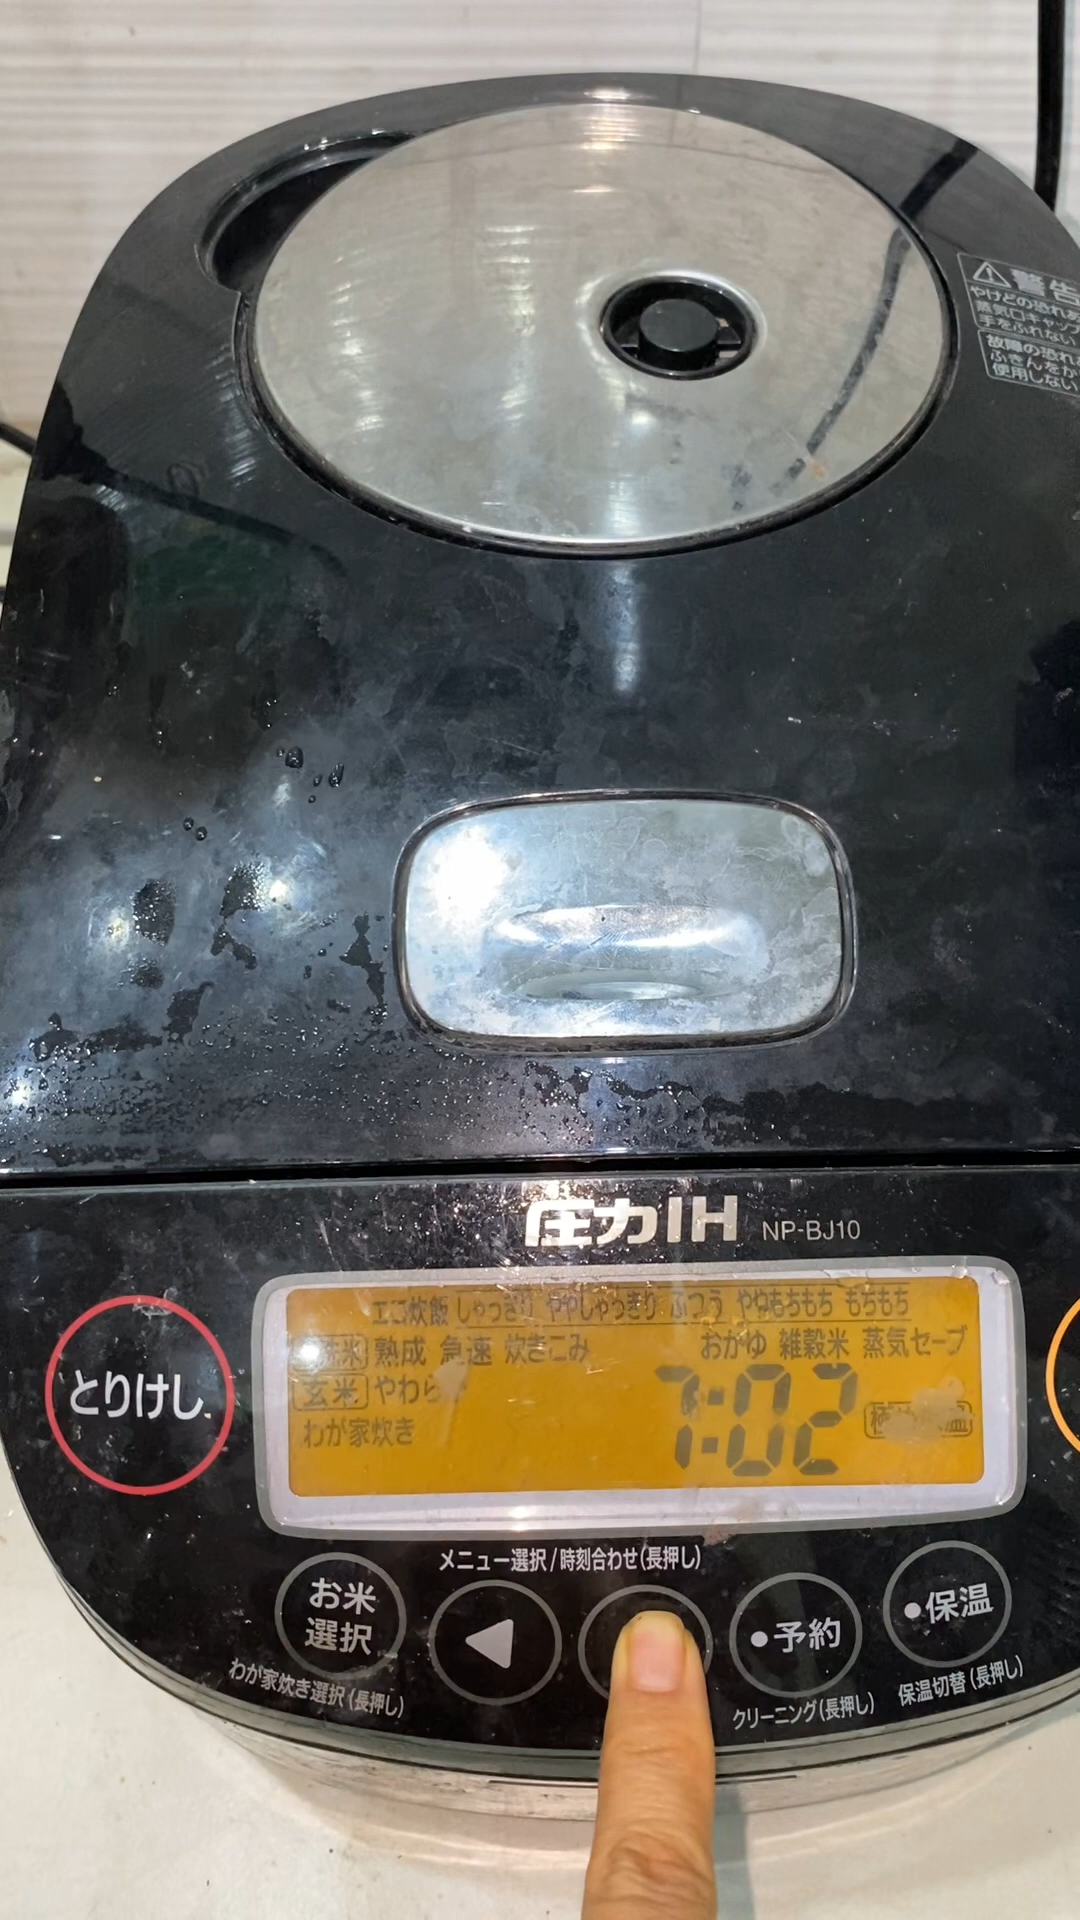 警告
やけどの恐れあ
蒸気口キャップ
手をふれない
故障の恐れあ
ふきんをか
使用しない
圧力IH NP-BJ10
エコ炊飯 しゃっきり ややしゃっきり ふつう ややもちもち もちもち
熟成 急速 炊きこみ おかゆ 雑穀米 蒸気セーブ
玄米 やわら
わが家炊き
7:02
とりけし
メニュー選択/時刻合わせ(長押し)
お米
選択
◀
●予約
●保温
わが家炊き選択(長押し)
クリーニング(長押し)
保温切替(長押し)